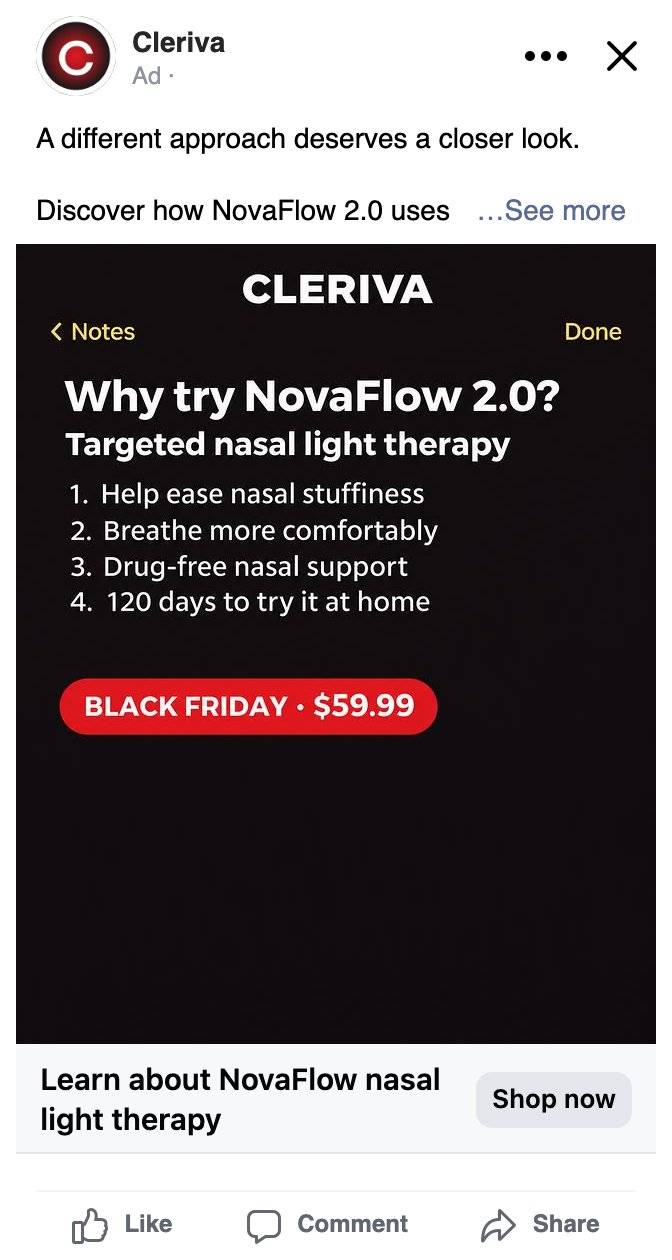 C
Cleriva
Ad ·
A different approach deserves a closer look.
Discover how NovaFlow 2.0 uses ...See more
CLERIVA
Notes Done
Why try NovaFlow 2.0?
Targeted nasal light therapy
1. Help ease nasal stuffiness
2. Breathe more comfortably
3. Drug-free nasal support
4. 120 days to try it at home
BLACK FRIDAY · $59.99
Learn about NovaFlow nasal
light therapy
Shop now
Like Comment Share